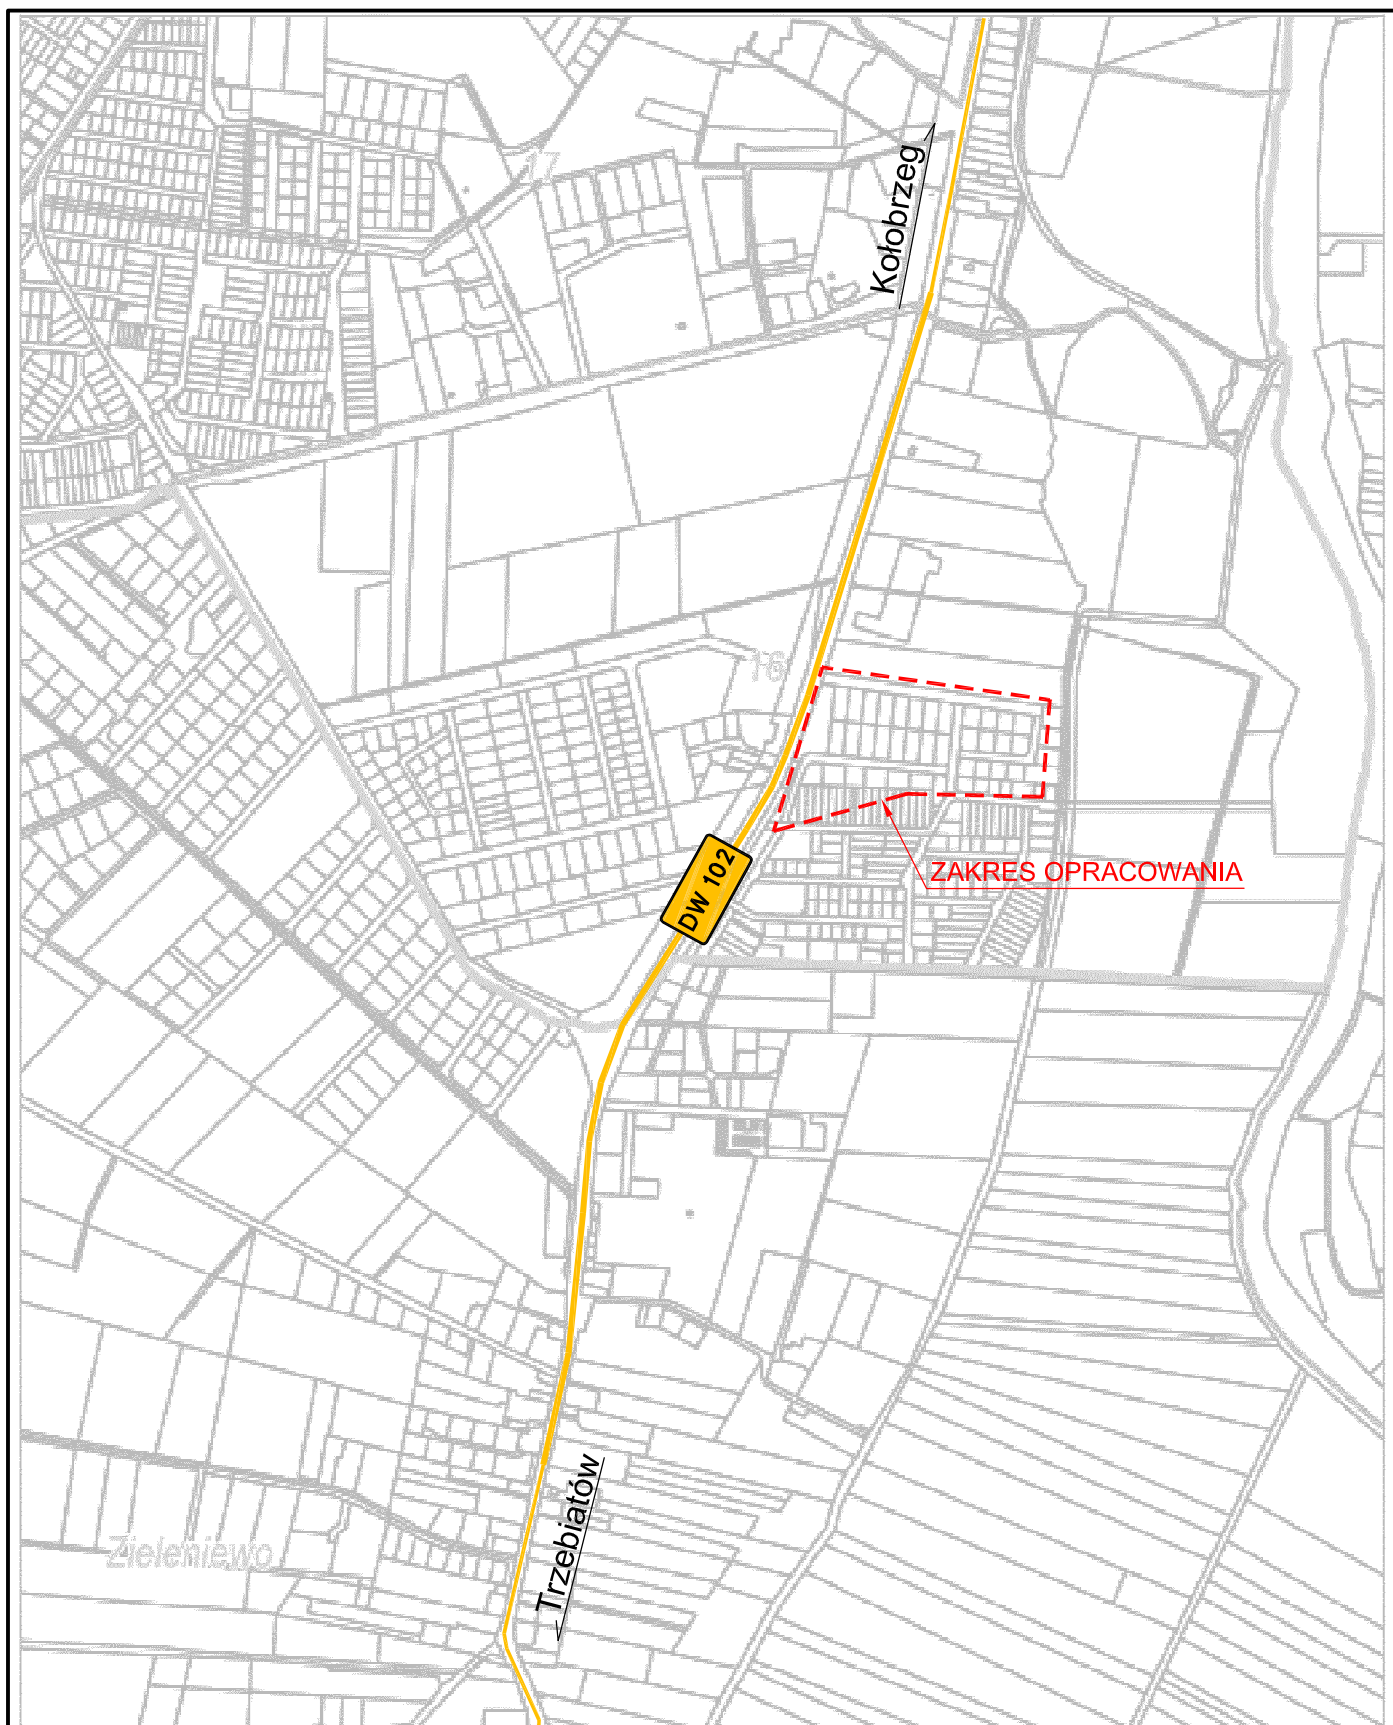 17
Kołobrzeg
16
DW 102
ZAKRES OPRACOWANIA
Trzebiatów
Zieleniewo